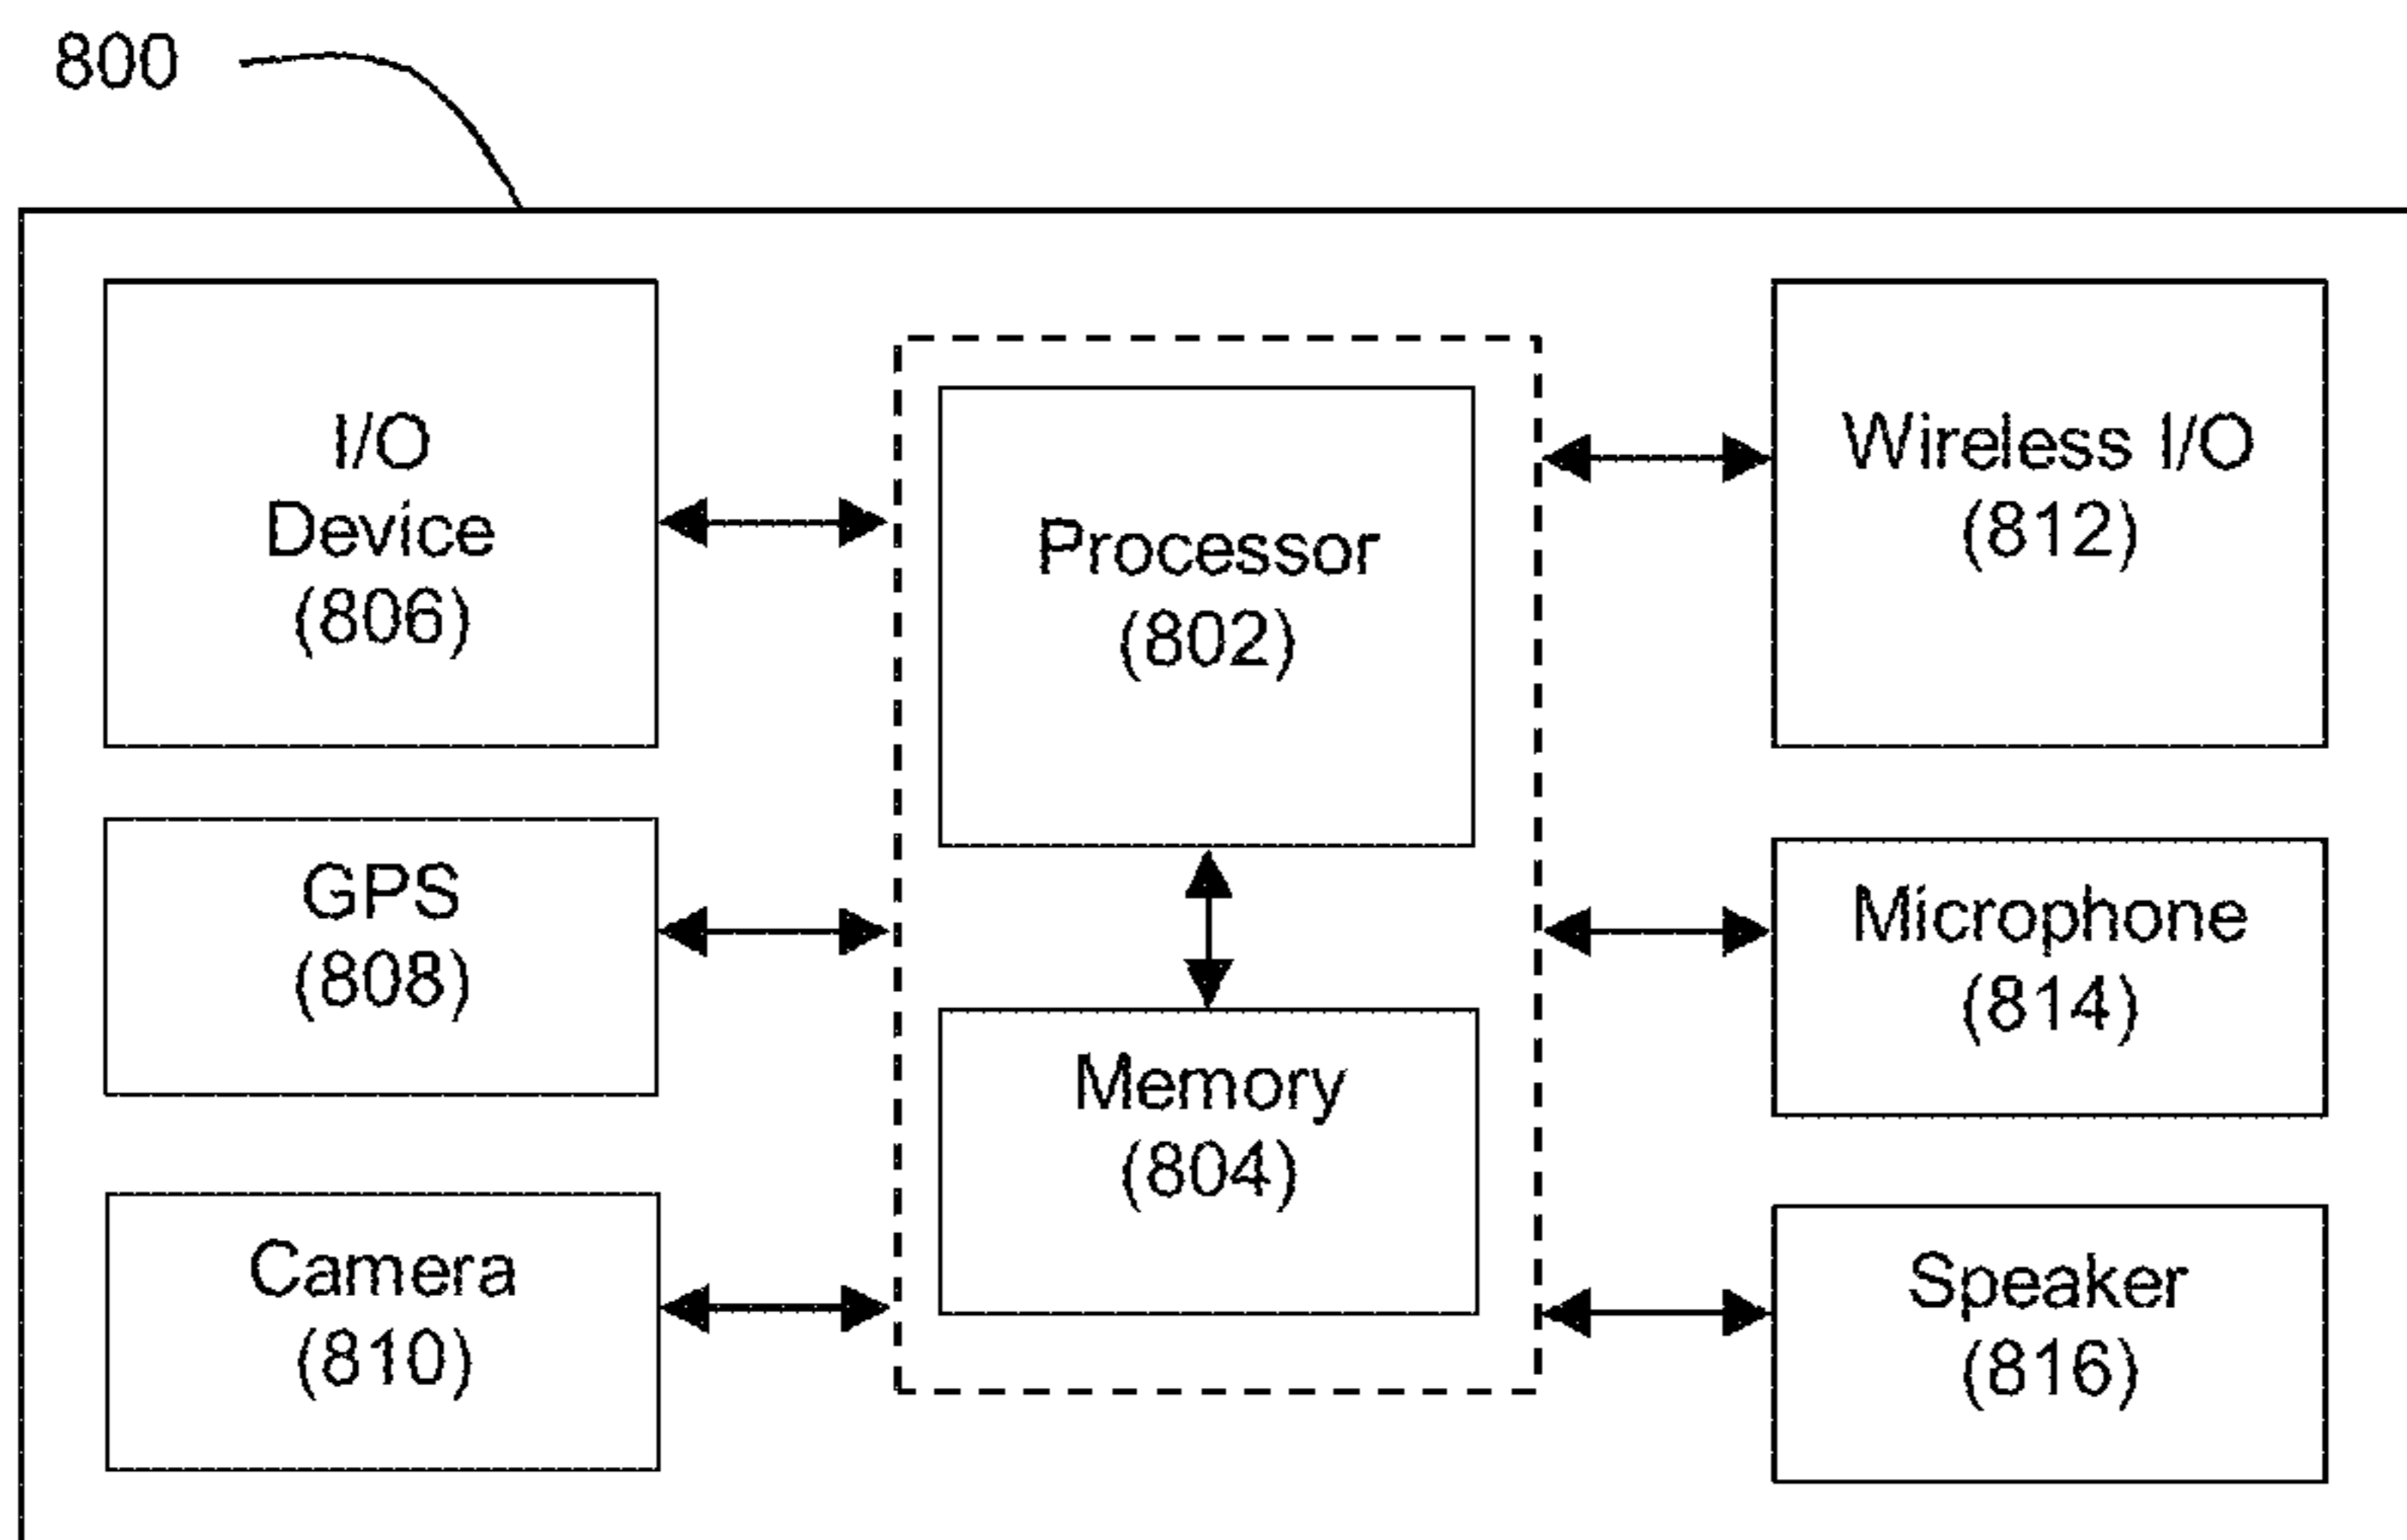 800
I/O
Device
(806)
Processor
(802)
Wireless I/O
(812)
GPS
(808)
Microphone
(814)
Memory
(804)
Camera
(810)
Speaker
(816)